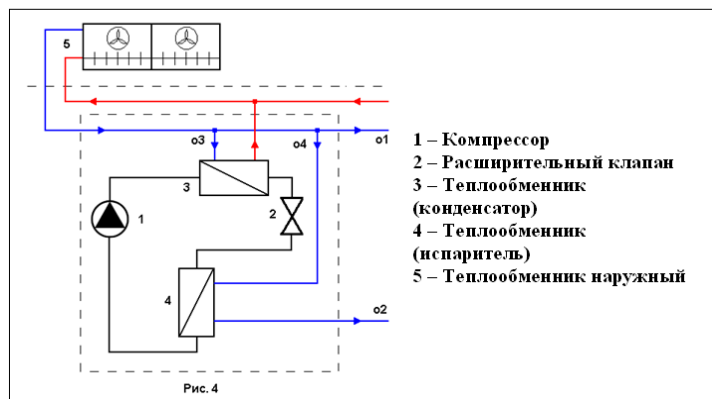 5
o3
o4
o1
3
2
1
4
o2
Рис. 4
1 – Компрессор
2 – Расширительный клапан
3 – Теплообменник
(конденсатор)
4 – Теплообменник
(испаритель)
5 – Теплообменник наружный